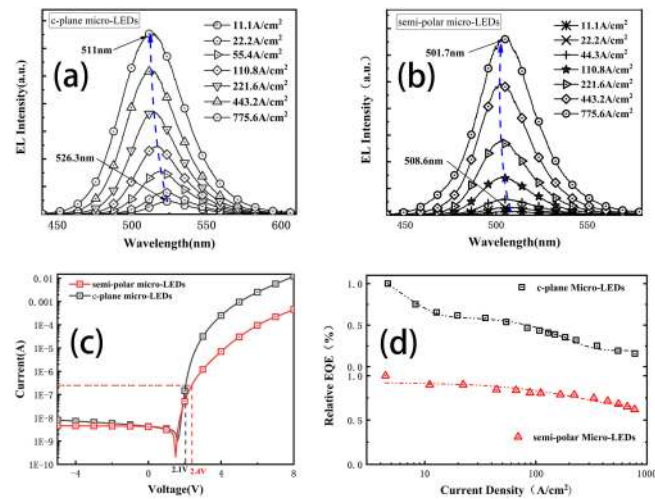 c-plane micro-LEDs
511nm
(a)
526.3nm
11.1A/cm²
22.2A/cm²
55.4A/cm²
110.8A/cm²
221.6A/cm²
443.2A/cm²
775.6A/cm²
EL Intensity(a.u.)
450 500 550 600
Wavelength(nm)
semi-polar micro-LEDs
501.7nm
(b)
508.6nm
11.1A/cm²
22.2A/cm²
44.3A/cm²
110.8A/cm²
221.6A/cm²
443.2A/cm²
775.6A/cm²
EL Intensity（a.u.）
450 500 550
Wavelength(nm)
semi-polar micro-LEDs
c-plane micro-LEDs
(c)
0.01
0.001
1E-4
1E-5
1E-6
1E-7
1E-8
1E-9
1E-10
Current(A)
2.1V
2.4V
-4 0 4 8
Voltage(V)
c-plane Micro-LEDs
(d)
1.0
0.5
0.0
1.0
0.5
0.0
Relative EQE（%）
semi-polar Micro-LEDs
10 100 1000
Current Density（A/cm²）